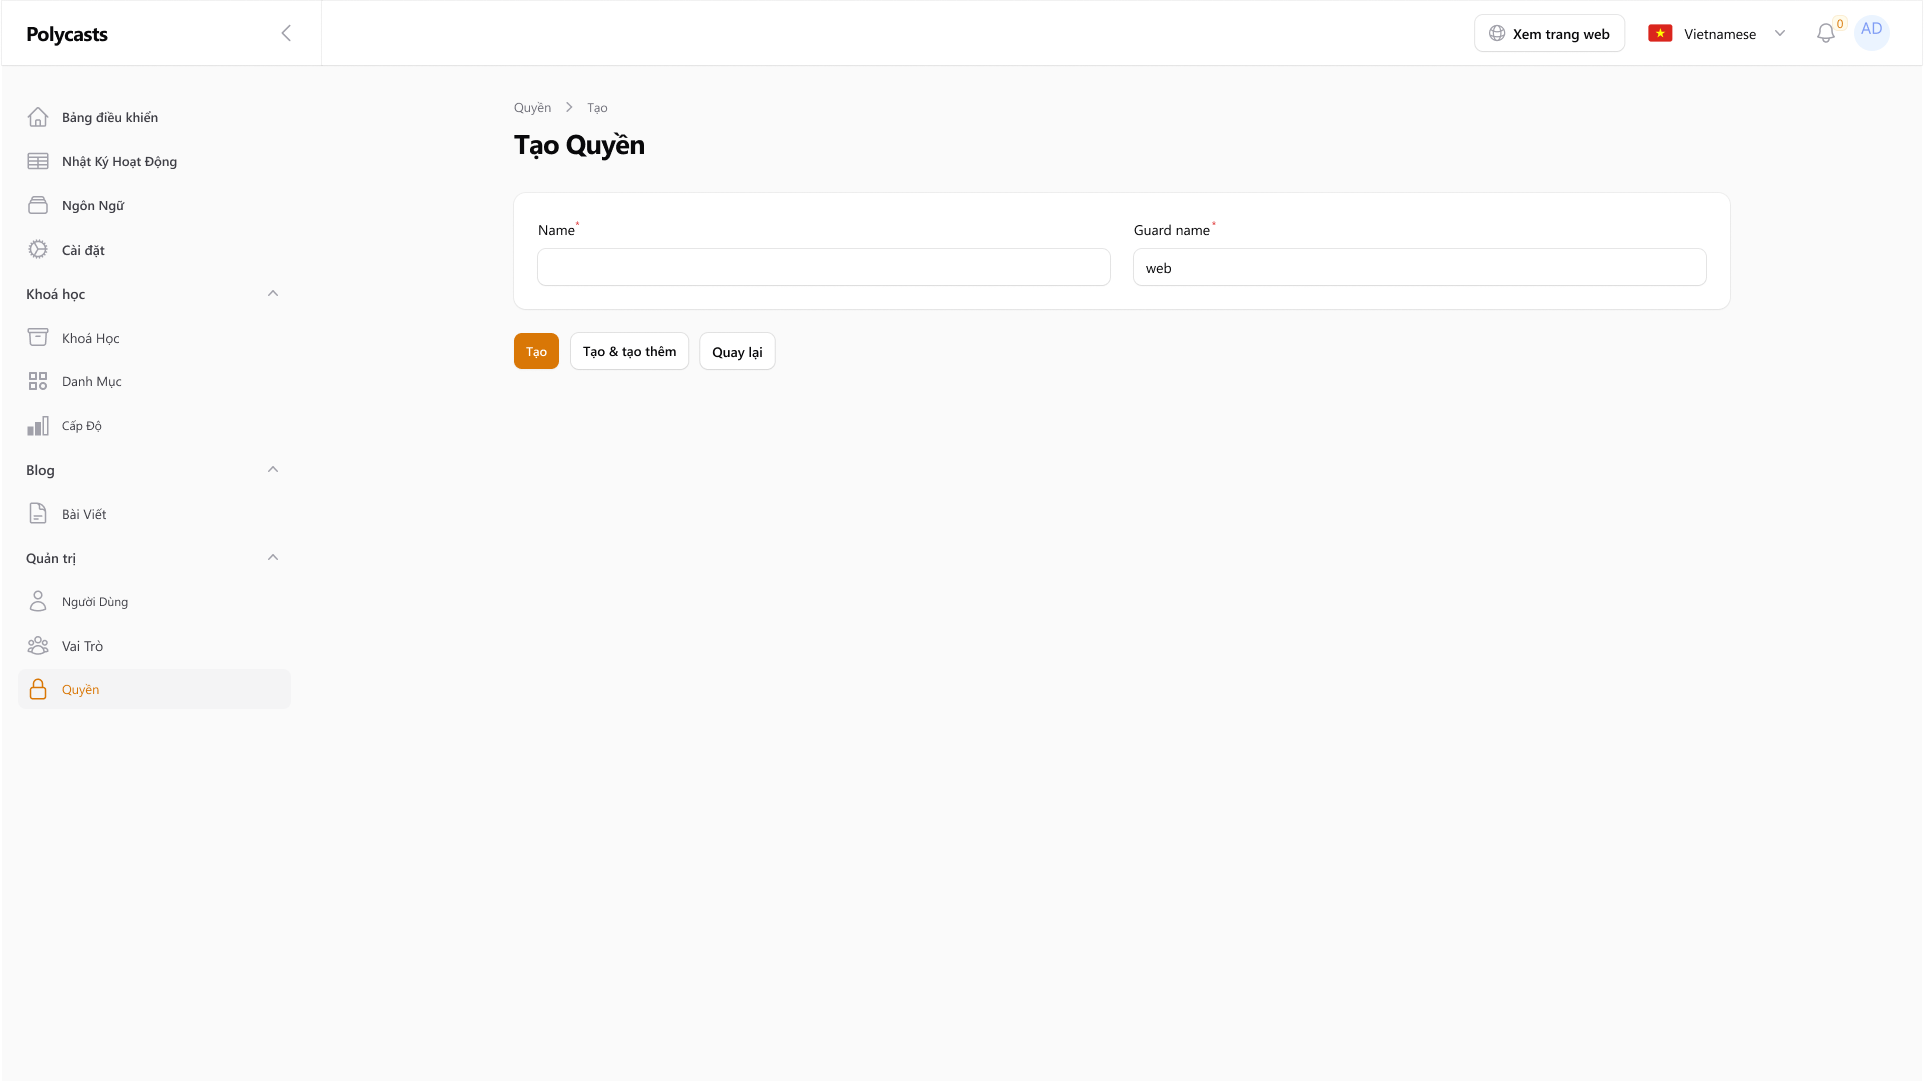 Polycasts
Xem trang web
Vietnamese
0
AD
Bảng điều khiển
Nhật Ký Hoạt Động
Ngôn Ngữ
Cài đặt
Khoá học
Khoá Học
Danh Mục
Cấp Độ
Blog
Bài Viết
Quản trị
Người Dùng
Vai Trò
Quyền
Quyền > Tạo
Tạo Quyền
Name*
Guard name*
web
Tạo
Tạo & tạo thêm
Quay lại